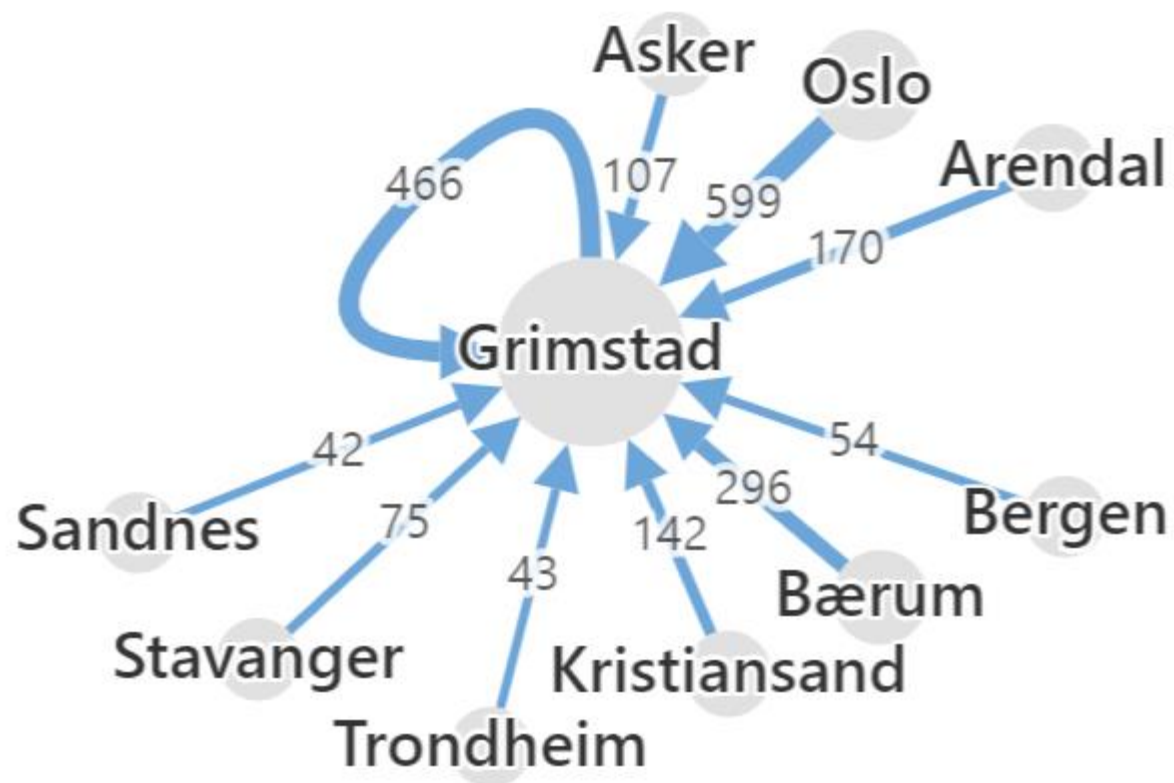 Asker
Oslo
Arendal
466
107
599
170
Grimstad
42
54
75
296
142
43
Sandnes
Bergen
Bærum
Stavanger
Kristiansand
Trondheim